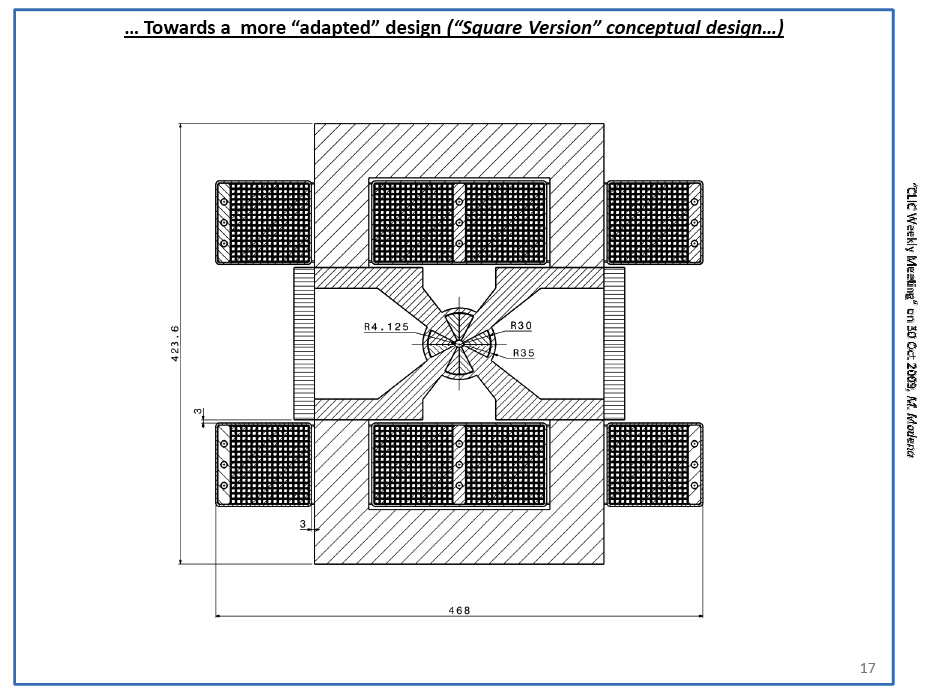 … Towards a more “adapted” design (“Square Version” conceptual design…)
423.6
R4.125
R30
R35
3
3
468
“CLIC Weekly Meeting” on 30 Oct 2009, M. Modena
17